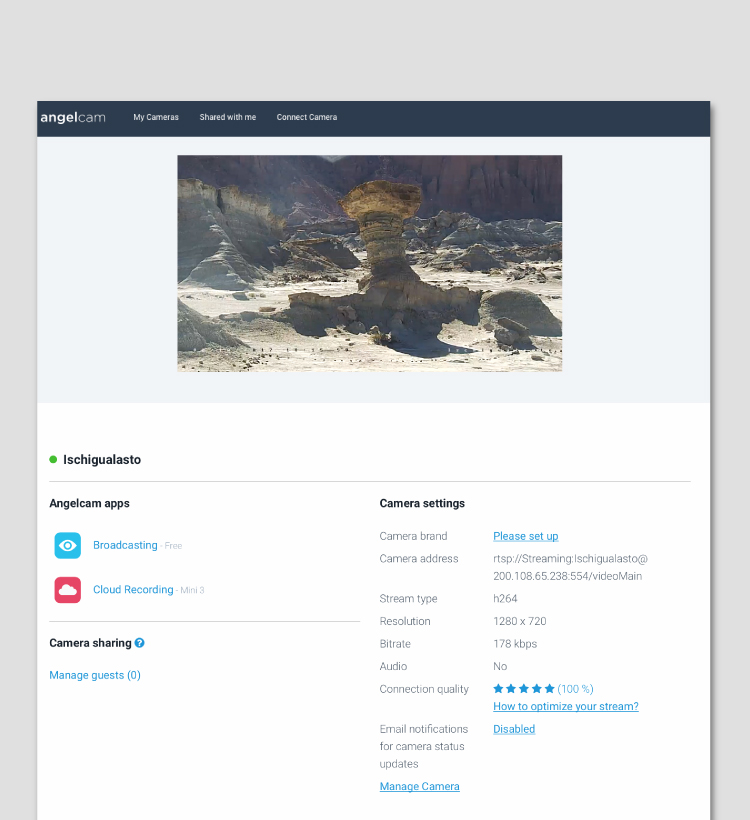 angelcam My Cameras Shared with me Connect Camera
Ischigualasto
Angelcam apps
Broadcasting · Free
Cloud Recording · Mini 3
Camera sharing ?
Manage guests (0)
Camera settings
Camera brand Please set up
Camera address rtsp://Streaming:Ischigualasto@
200.108.65.238:554/videoMain
Stream type h264
Resolution 1280 x 720
Bitrate 178 kbps
Audio No
Connection quality (100 %)
How to optimize your stream?
Email notifications Disabled
for camera status
updates
Manage Camera